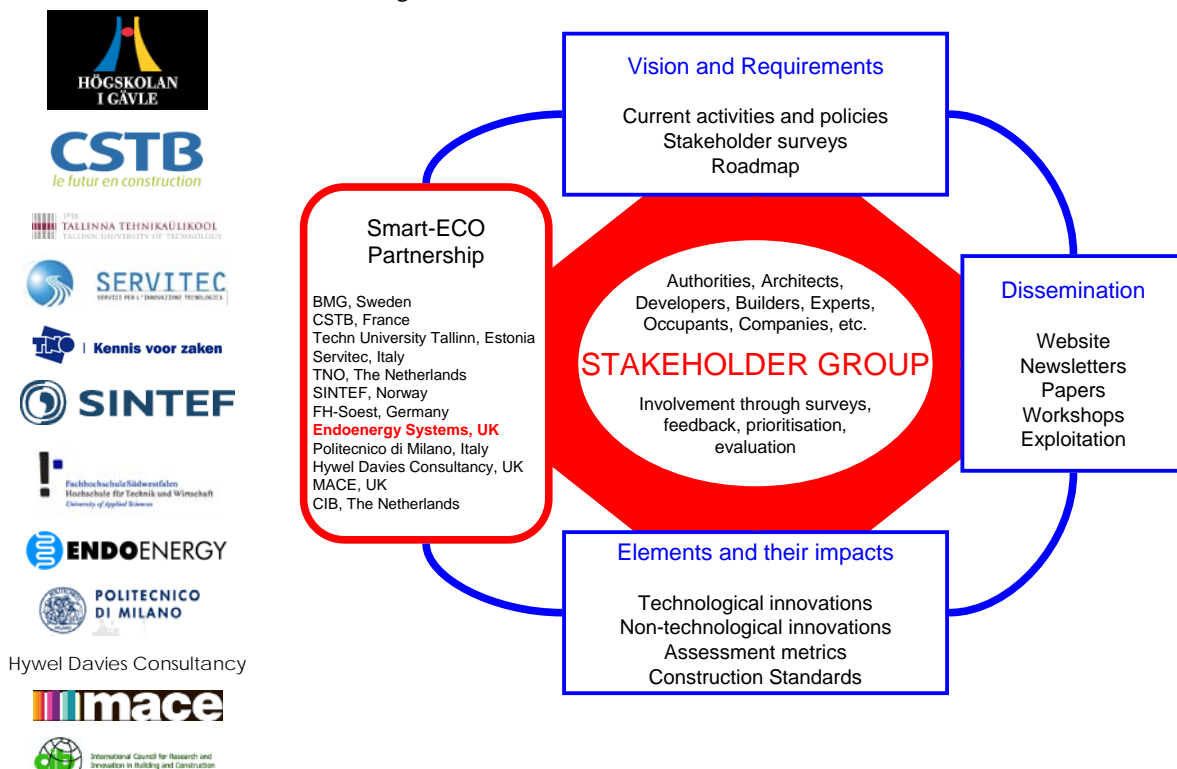 HÖGSKOLAN
I GÄVLE
CSTB
le futur en construction
1918
TALLINNA TEHNIKAÜLIKOOL
TALLINN UNIVERSITY OF TECHNOLOGY
SERVITEC
SERVIZI PER L'INNOVAZIONE TECNOLOGICA
TNO | Kennis voor zaken
SINTEF
Fachhochschule Südwestfalen
Hochschule für Technik und Wirtschaft
University of Applied Sciences
ENDOENERGY
POLITECNICO
DI MILANO
Hywel Davies Consultancy
mace
International Council for Research and
Innovation in Building and Construction
Smart-ECO
Partnership
BMG, Sweden
CSTB, France
Techn University Tallinn, Estonia
Servitec, Italy
TNO, The Netherlands
SINTEF, Norway
FH-Soest, Germany
Endoenergy Systems, UK
Politecnico di Milano, Italy
Hywel Davies Consultancy, UK
MACE, UK
CIB, The Netherlands
Vision and Requirements
Current activities and policies
Stakeholder surveys
Roadmap
Authorities, Architects,
Developers, Builders, Experts,
Occupants, Companies, etc.
STAKEHOLDER GROUP
Involvement through surveys,
feedback, prioritisation,
evaluation
Dissemination
Website
Newsletters
Papers
Workshops
Exploitation
Elements and their impacts
Technological innovations
Non-technological innovations
Assessment metrics
Construction Standards